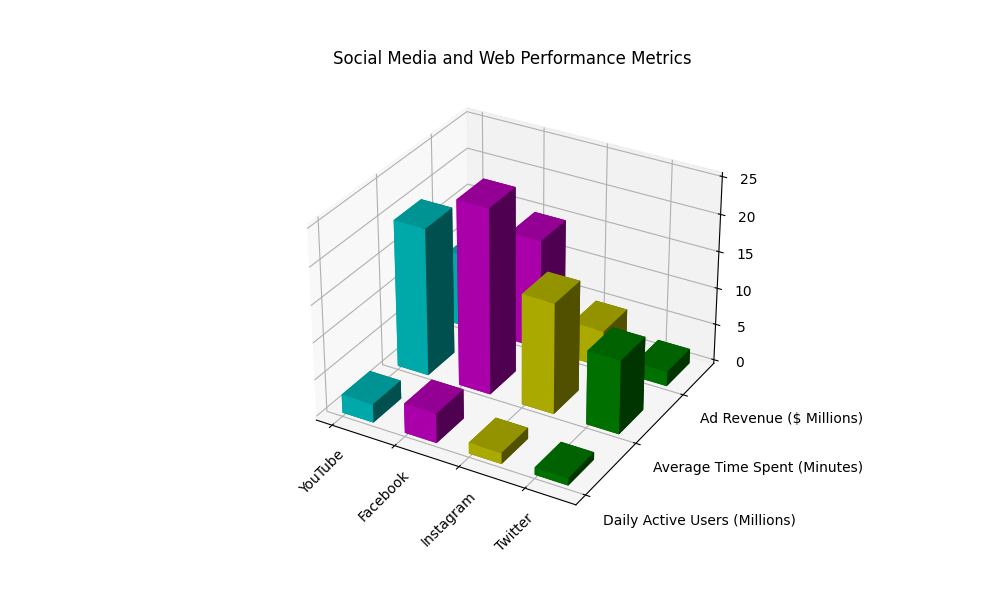 Social Media and Web Performance Metrics
25
20
15
10
5
0
Ad Revenue ($ Millions)
Average Time Spent (Minutes)
Daily Active Users (Millions)
YouTube
Facebook
Instagram
Twitter